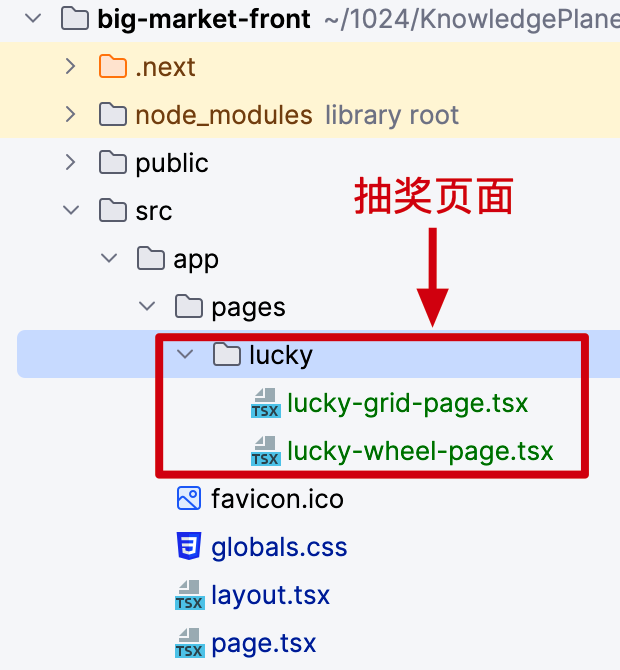 big-market-front ~/1024/KnowledgePlane
.next
node_modules library root
public
抽奖页面
src
app
pages
lucky
TSX lucky-grid-page.tsx
TSX lucky-wheel-page.tsx
favicon.ico
globals.css
TSX layout.tsx
TSX page.tsx